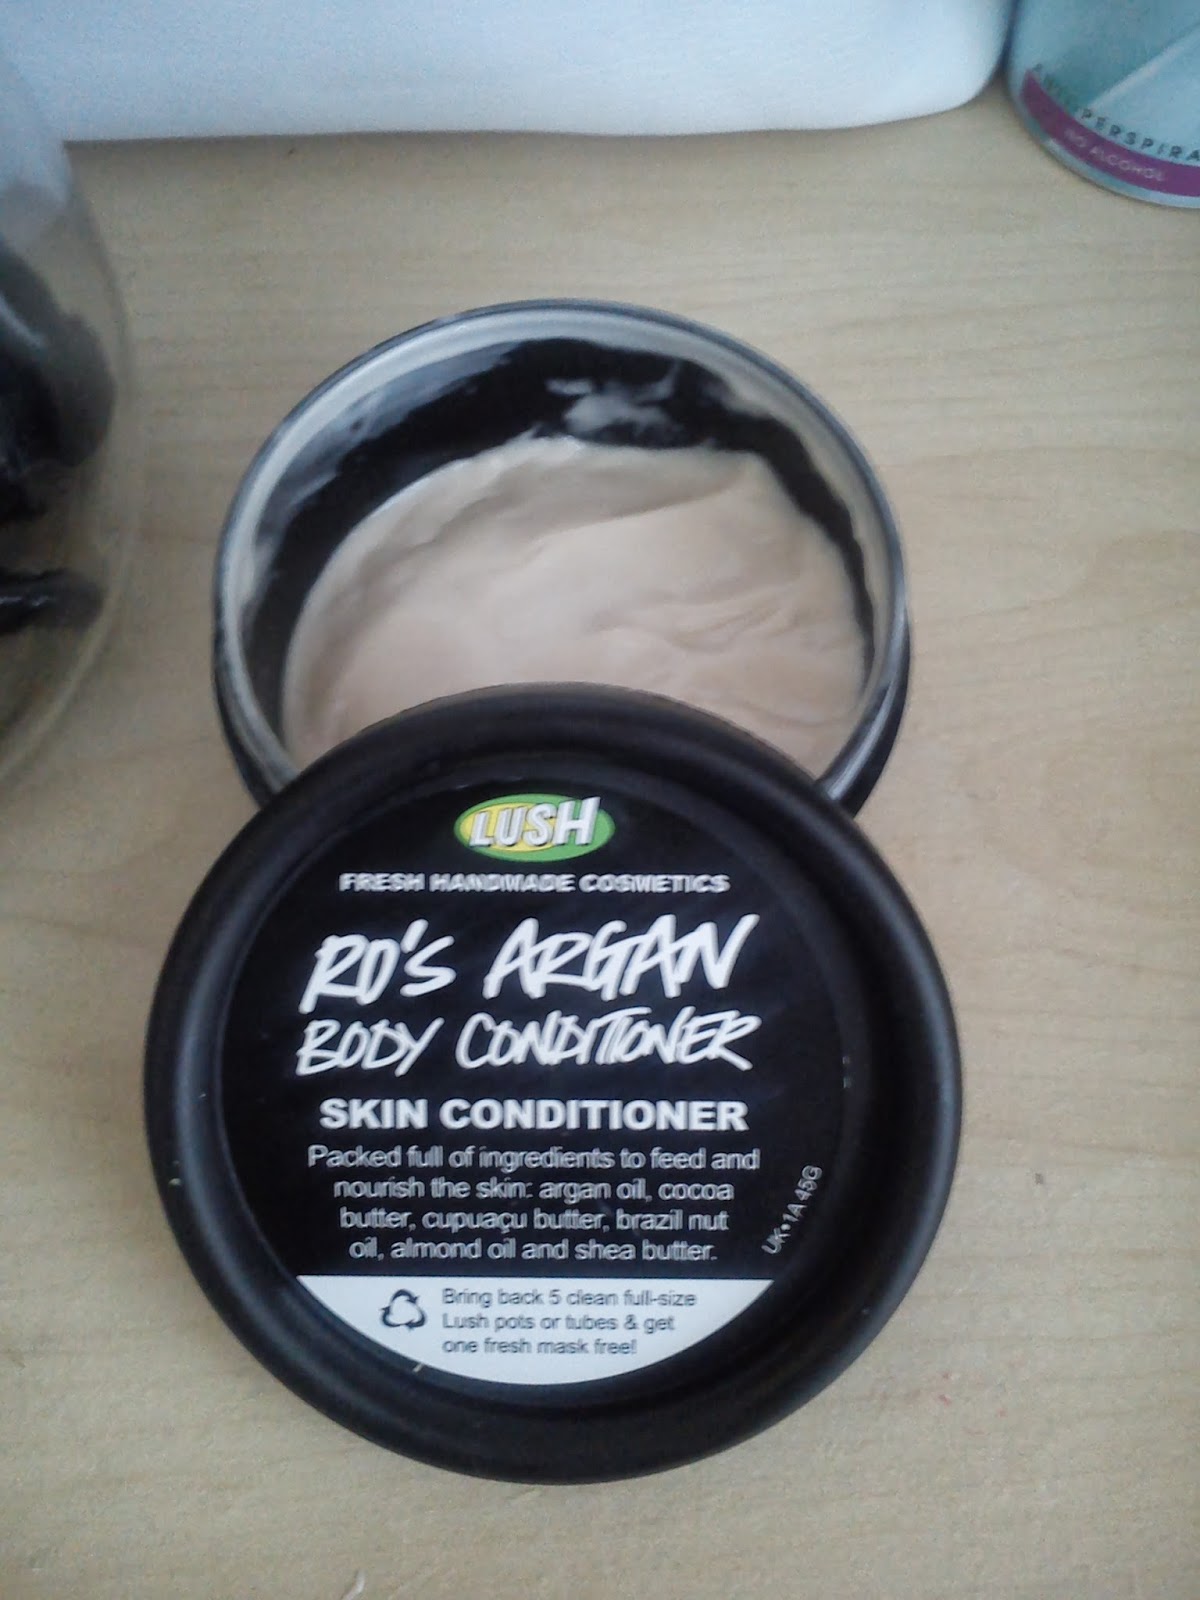 ANTI-PERSPIRA
NO ALCOHOL
LUSH
FRESH HANDMADE COSMETICS
RO'S ARGAN
BODY CONDITIONER
SKIN CONDITIONER
Packed full of ingredients to feed and
nourish the skin: argan oil, cocoa
butter, cupuaçu butter, brazil nut
oil, almond oil and shea butter.
UK•1A 45G
Bring back 5 clean full-size
Lush pots or tubes & get
one fresh mask free!